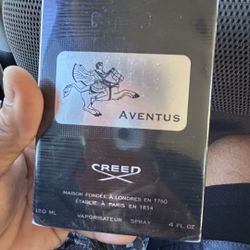 AVENTUS
CREED
MAISON FONDÉE À LONDRES EN 1760
ÉTABLIE À PARIS EN 1854
120 ML
VAPORISATEUR SPRAY
4 FL. OZ